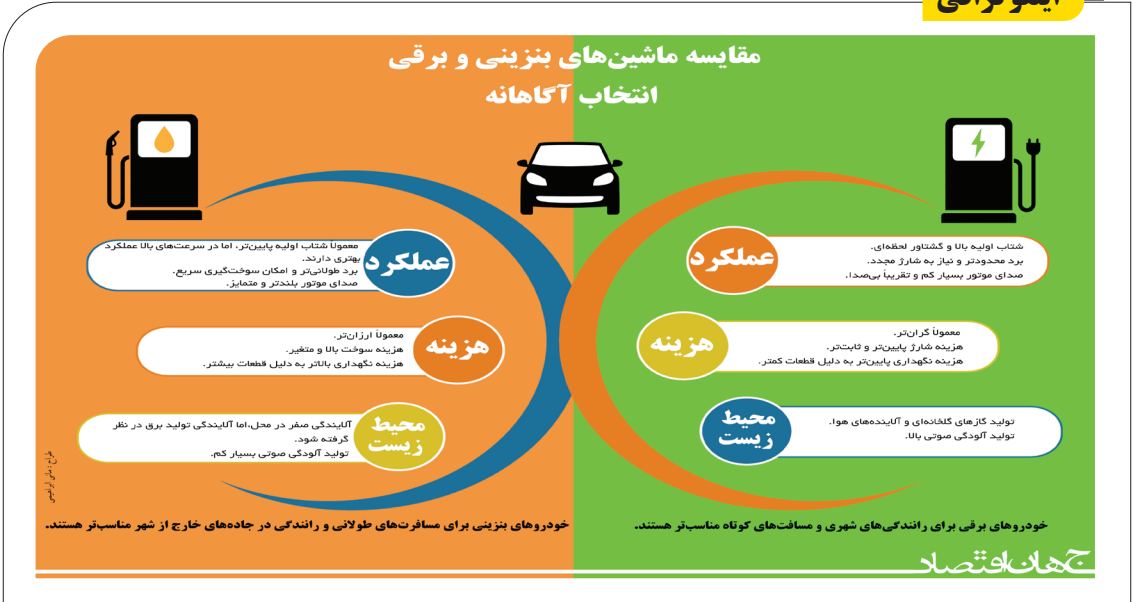 اینفوگرافی
مقایسه ماشین‌های بنزینی و برقی
انتخاب آگاهانه
عملکرد
شتاب اولیه بالا و گشتاور لحظه‌ای.
برد محدودتر و نیاز به شارژ مجدد.
صدای موتور بسیار کم و تقریباً بی‌صدا.
هزینه
معمولاً گران‌تر.
هزینه شارژ پایین‌تر و ثابت‌تر.
هزینه نگهداری پایین‌تر به دلیل قطعات کمتر.
محیط
زیست
تولید گازهای گلخانه‌ای و آلاینده‌های هوا.
تولید آلودگی صوتی بالا.
خودروهای برقی برای رانندگی‌های شهری و مسافت‌های کوتاه مناسب‌تر هستند.
عملکرد
معمولاً شتاب اولیه پایین‌تر، اما در سرعت‌های بالا عملکرد
بهتری دارند.
برد طولانی‌تر و امکان سوخت‌گیری سریع.
صدای موتور بلندتر و متمایز.
هزینه
معمولاً ارزان‌تر.
هزینه سوخت بالا و متغیر.
هزینه نگهداری بالاتر به دلیل قطعات بیشتر.
محیط
زیست
آلایندگی صفر در محل،اما آلایندگی تولید برق در نظر
گرفته شود.
تولید آلودگی صوتی بسیار کم.
خودروهای بنزینی برای مسافرت‌های طولانی و رانندگی در جاده‌های خارج از شهر مناسب‌تر هستند.
طراح : مانی ابراهیمی
جهان‌اقتصاد